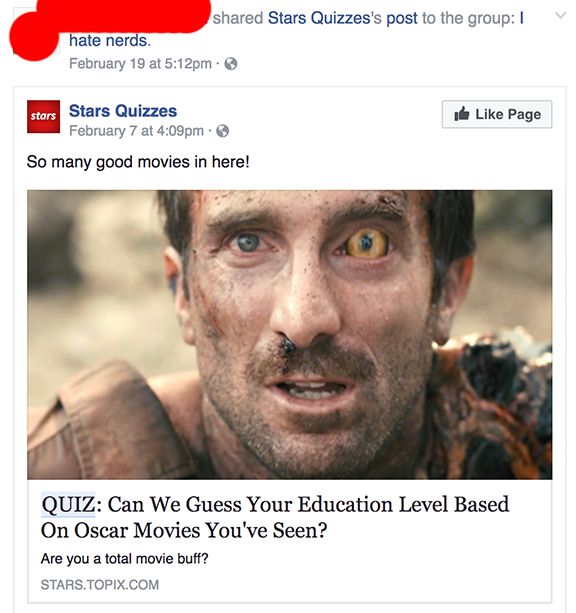 shared Stars Quizzes's post to the group: I
hate nerds.
February 19 at 5:12pm ·
stars
Stars Quizzes
February 7 at 4:09pm ·
Like Page
So many good movies in here!
QUIZ: Can We Guess Your Education Level Based
On Oscar Movies You've Seen?
Are you a total movie buff?
STARS.TOPIX.COM